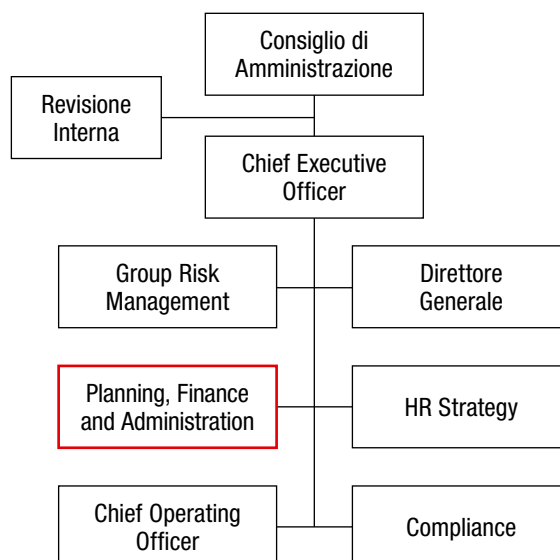 Consiglio di
Amministrazione
Revisione
Interna
Chief Executive
Officer
Group Risk
Management
Direttore
Generale
Planning, Finance
and Administration
HR Strategy
Chief Operating
Officer
Compliance